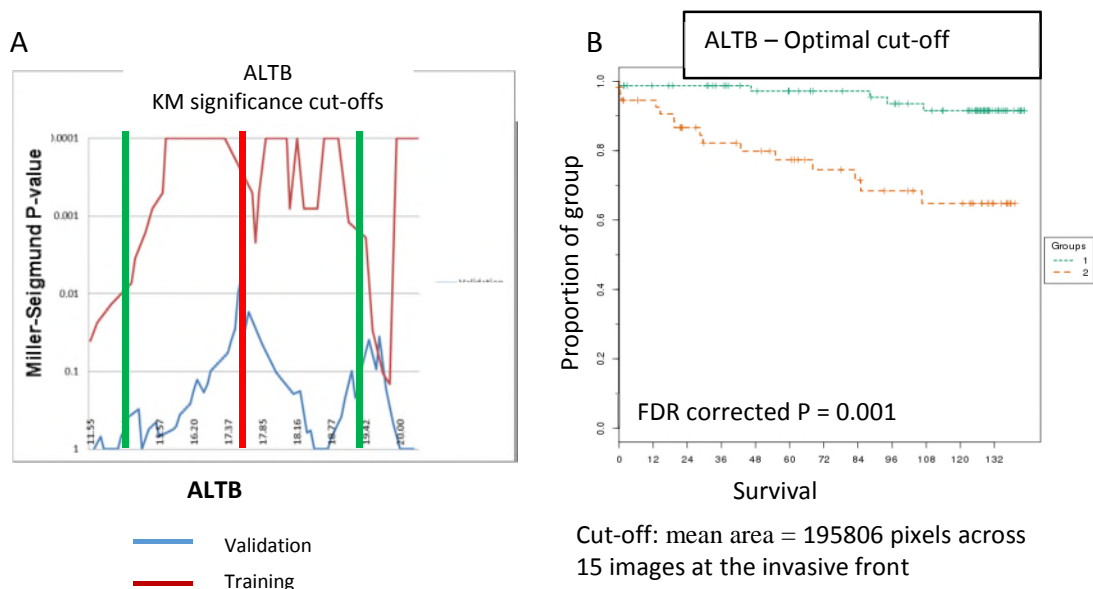 A
ALTB
KM significance cut-offs
Miller-Seigmund P-value
0.0001
0.001
0.01
0.1
1
11.55
16.20
17.37
17.85
18.16
18.77
19.42
20.00
ALTB
Validation
Training
B
ALTB – Optimal cut-off
Proportion of group
1.0
0.8
0.6
0.4
0.2
0.0
FDR corrected P = 0.001
0 12 24 36 48 60 72 84 96 108 120 132
Survival
Groups
1
2
Cut-off: mean area = 195806 pixels across
15 images at the invasive front